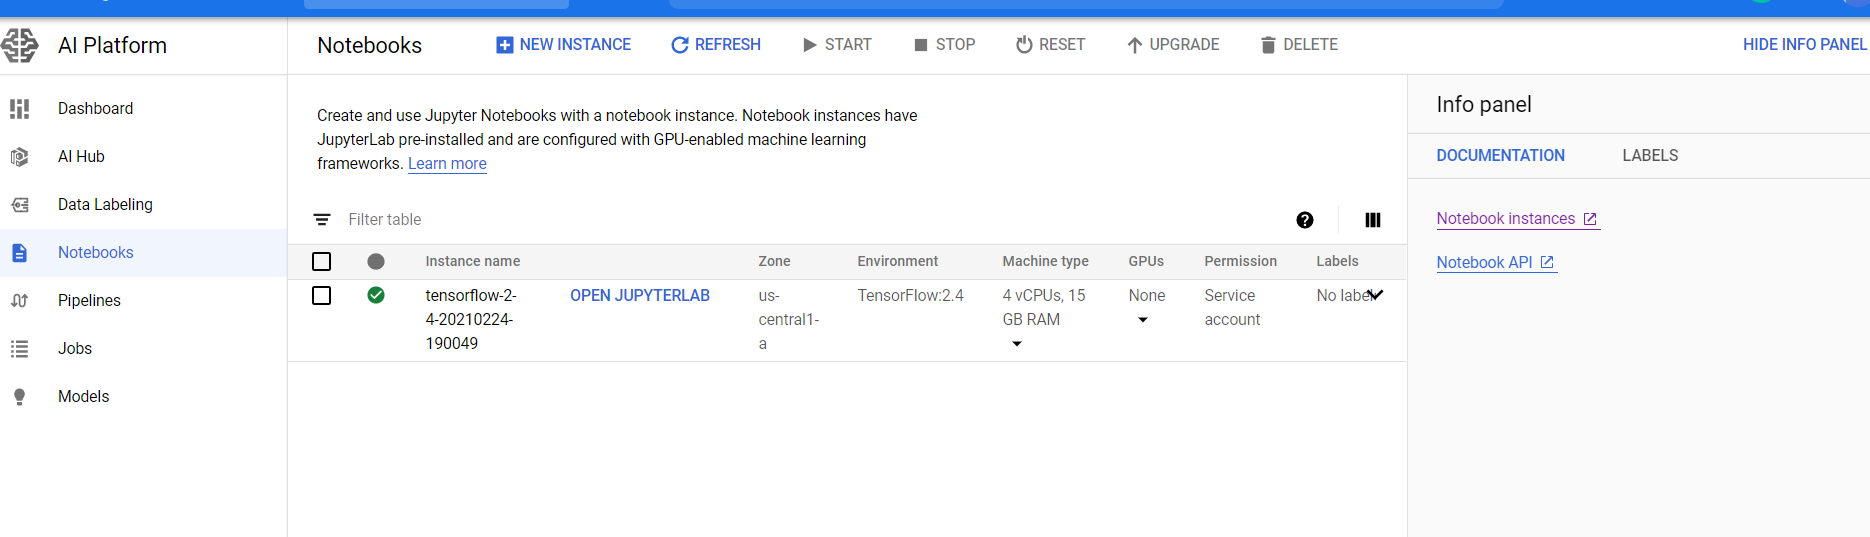 AI Platform
Notebooks
NEW INSTANCE
REFRESH
START
STOP
RESET
UPGRADE
DELETE
HIDE INFO PANEL
Dashboard
AI Hub
Data Labeling
Notebooks
Pipelines
Jobs
Models
Create and use Jupyter Notebooks with a notebook instance. Notebook instances have
JupyterLab pre-installed and are configured with GPU-enabled machine learning
frameworks. Learn more
Filter table
Instance name
Zone
Environment
Machine type
GPUs
Permission
Labels
tensorflow-2-
4-20210224-
190049
OPEN JUPYTERLAB
us-
central1-
a
TensorFlow:2.4
4 vCPUs, 15
GB RAM
None
Service
account
No labels
Info panel
DOCUMENTATION
LABELS
Notebook instances
Notebook API